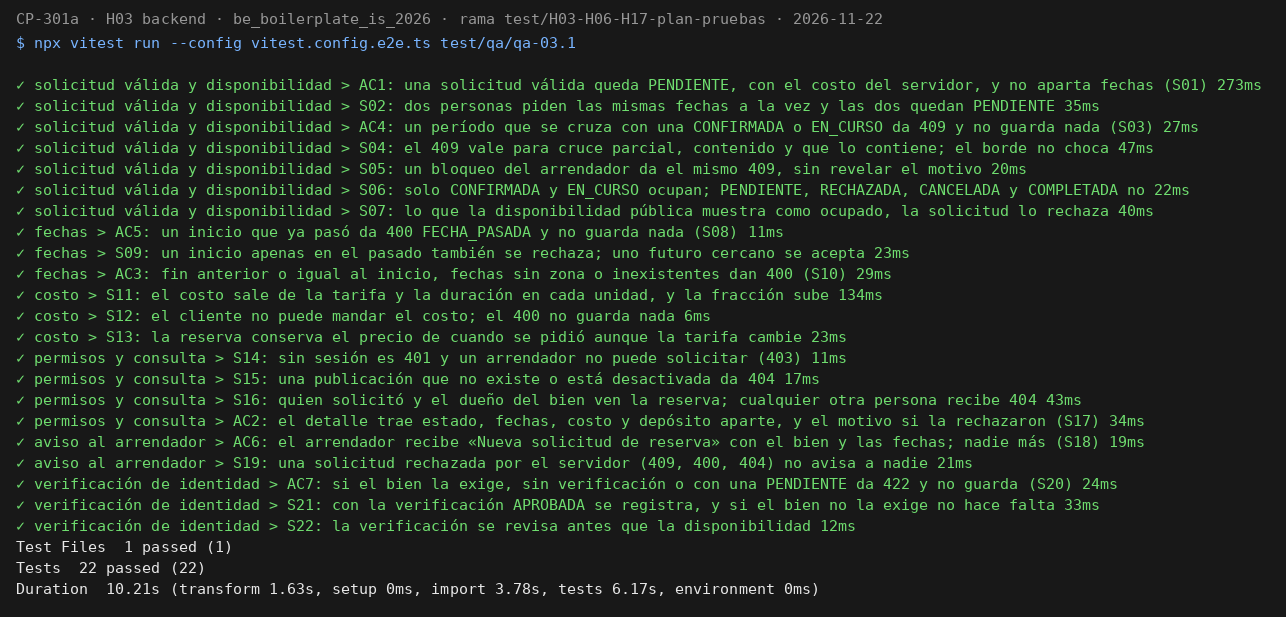 CP-301a · H03 backend · be_boilerplate_is_2026 · rama test/H03-H06-H17-plan-pruebas · 2026-11-22
$ npx vitest run --config vitest.config.e2e.ts test/qa/qa-03.1
✓ solicitud válida y disponibilidad > AC1: una solicitud válida queda PENDIENTE, con el costo del servidor, y no aparta fechas (S01) 273ms
✓ solicitud válida y disponibilidad > S02: dos personas piden las mismas fechas a la vez y las dos quedan PENDIENTE 35ms
✓ solicitud válida y disponibilidad > AC4: un período que se cruza con una CONFIRMADA o EN_CURSO da 409 y no guarda nada (S03) 27ms
✓ solicitud válida y disponibilidad > S04: el 409 vale para cruce parcial, contenido y que lo contiene; el borde no choca 47ms
✓ solicitud válida y disponibilidad > S05: un bloqueo del arrendador da el mismo 409, sin revelar el motivo 20ms
✓ solicitud válida y disponibilidad > S06: solo CONFIRMADA y EN_CURSO ocupan; PENDIENTE, RECHAZADA, CANCELADA y COMPLETADA no 22ms
✓ solicitud válida y disponibilidad > S07: lo que la disponibilidad pública muestra como ocupado, la solicitud lo rechaza 40ms
✓ fechas > AC5: un inicio que ya pasó da 400 FECHA_PASADA y no guarda nada (S08) 11ms
✓ fechas > S09: un inicio apenas en el pasado también se rechaza; uno futuro cercano se acepta 23ms
✓ fechas > AC3: fin anterior o igual al inicio, fechas sin zona o inexistentes dan 400 (S10) 29ms
✓ costo > S11: el costo sale de la tarifa y la duración en cada unidad, y la fracción sube 134ms
✓ costo > S12: el cliente no puede mandar el costo; el 400 no guarda nada 6ms
✓ costo > S13: la reserva conserva el precio de cuando se pidió aunque la tarifa cambie 23ms
✓ permisos y consulta > S14: sin sesión es 401 y un arrendador no puede solicitar (403) 11ms
✓ permisos y consulta > S15: una publicación que no existe o está desactivada da 404 17ms
✓ permisos y consulta > S16: quien solicitó y el dueño del bien ven la reserva; cualquier otra persona recibe 404 43ms
✓ permisos y consulta > AC2: el detalle trae estado, fechas, costo y depósito aparte, y el motivo si la rechazaron (S17) 34ms
✓ aviso al arrendador > AC6: el arrendador recibe «Nueva solicitud de reserva» con el bien y las fechas; nadie más (S18) 19ms
✓ aviso al arrendador > S19: una solicitud rechazada por el servidor (409, 400, 404) no avisa a nadie 21ms
✓ verificación de identidad > AC7: si el bien la exige, sin verificación o con una PENDIENTE da 422 y no guarda (S20) 24ms
✓ verificación de identidad > S21: con la verificación APROBADA se registra, y si el bien no la exige no hace falta 33ms
✓ verificación de identidad > S22: la verificación se revisa antes que la disponibilidad 12ms
Test Files  1 passed (1)
Tests  22 passed (22)
Duration  10.21s (transform 1.63s, setup 0ms, import 3.78s, tests 6.17s, environment 0ms)